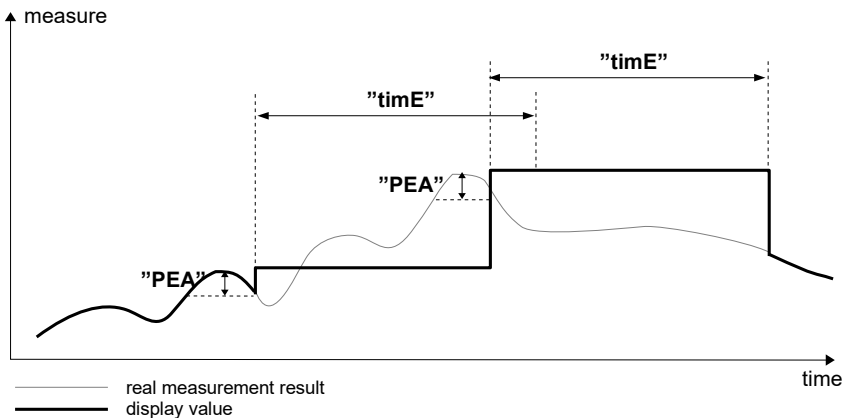 measure
”timE”
”timE”
”PEA”
”PEA”
time
real measurement result
display value